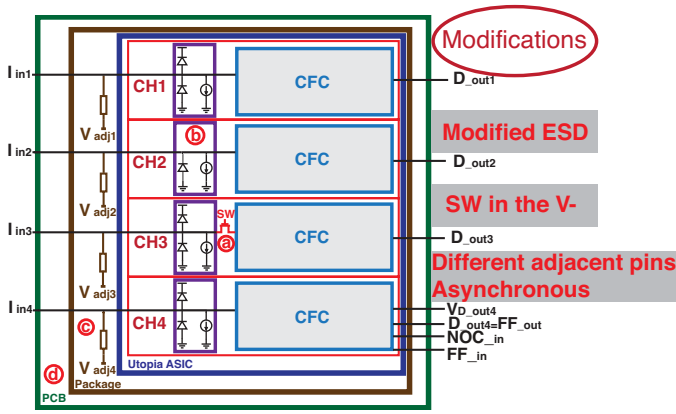 Modifications
I in1
CH1
CFC
D_out1
V adj1
b
Modified ESD
I in2
CH2
CFC
D_out2
V adj2
SW in the V-
SW
I in3
a
CH3
CFC
D_out3
V adj3
Different adjacent pins
Asynchronous
I in4
c
CH4
CFC
VD_out4
D_out4=FF_out
NOC_in
FF_in
V adj4
d
Utopia ASIC
Package
PCB